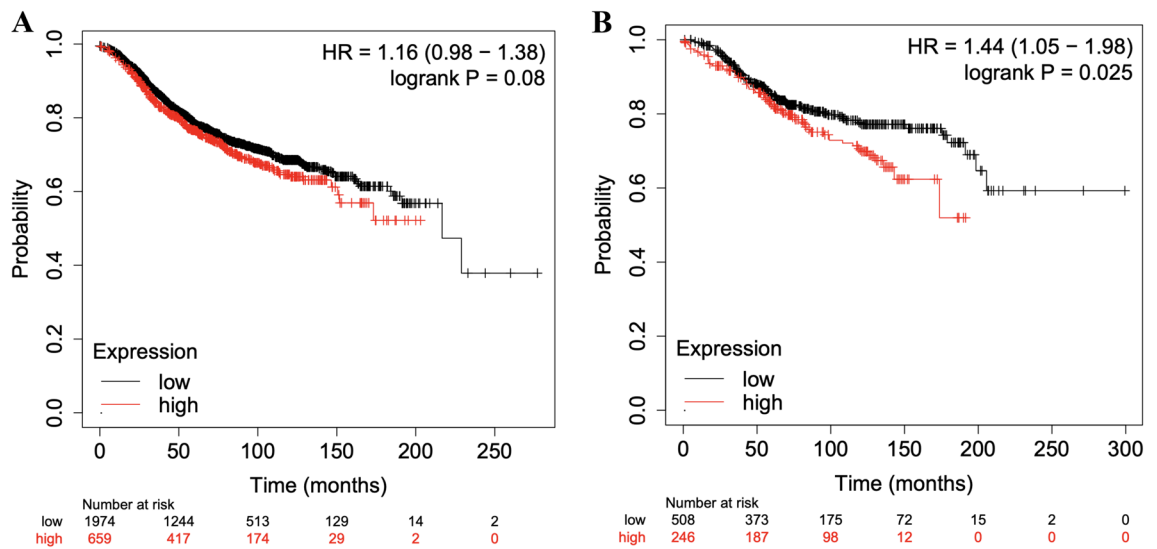 A
HR = 1.16 (0.98 − 1.38)
logrank P = 0.08
Probability
1.0
0.8
0.6
0.4
0.2
0.0
Expression
low
high
0 50 100 150 200 250
Time (months)
Number at risk
low 1974 1244 513 129 14 2
high 659 417 174 29 2 0
B
HR = 1.44 (1.05 − 1.98)
logrank P = 0.025
Probability
1.0
0.8
0.6
0.4
0.2
0.0
Expression
low
high
0 50 100 150 200 250 300
Time (months)
Number at risk
low 508 373 175 72 15 2 0
high 246 187 98 12 0 0 0